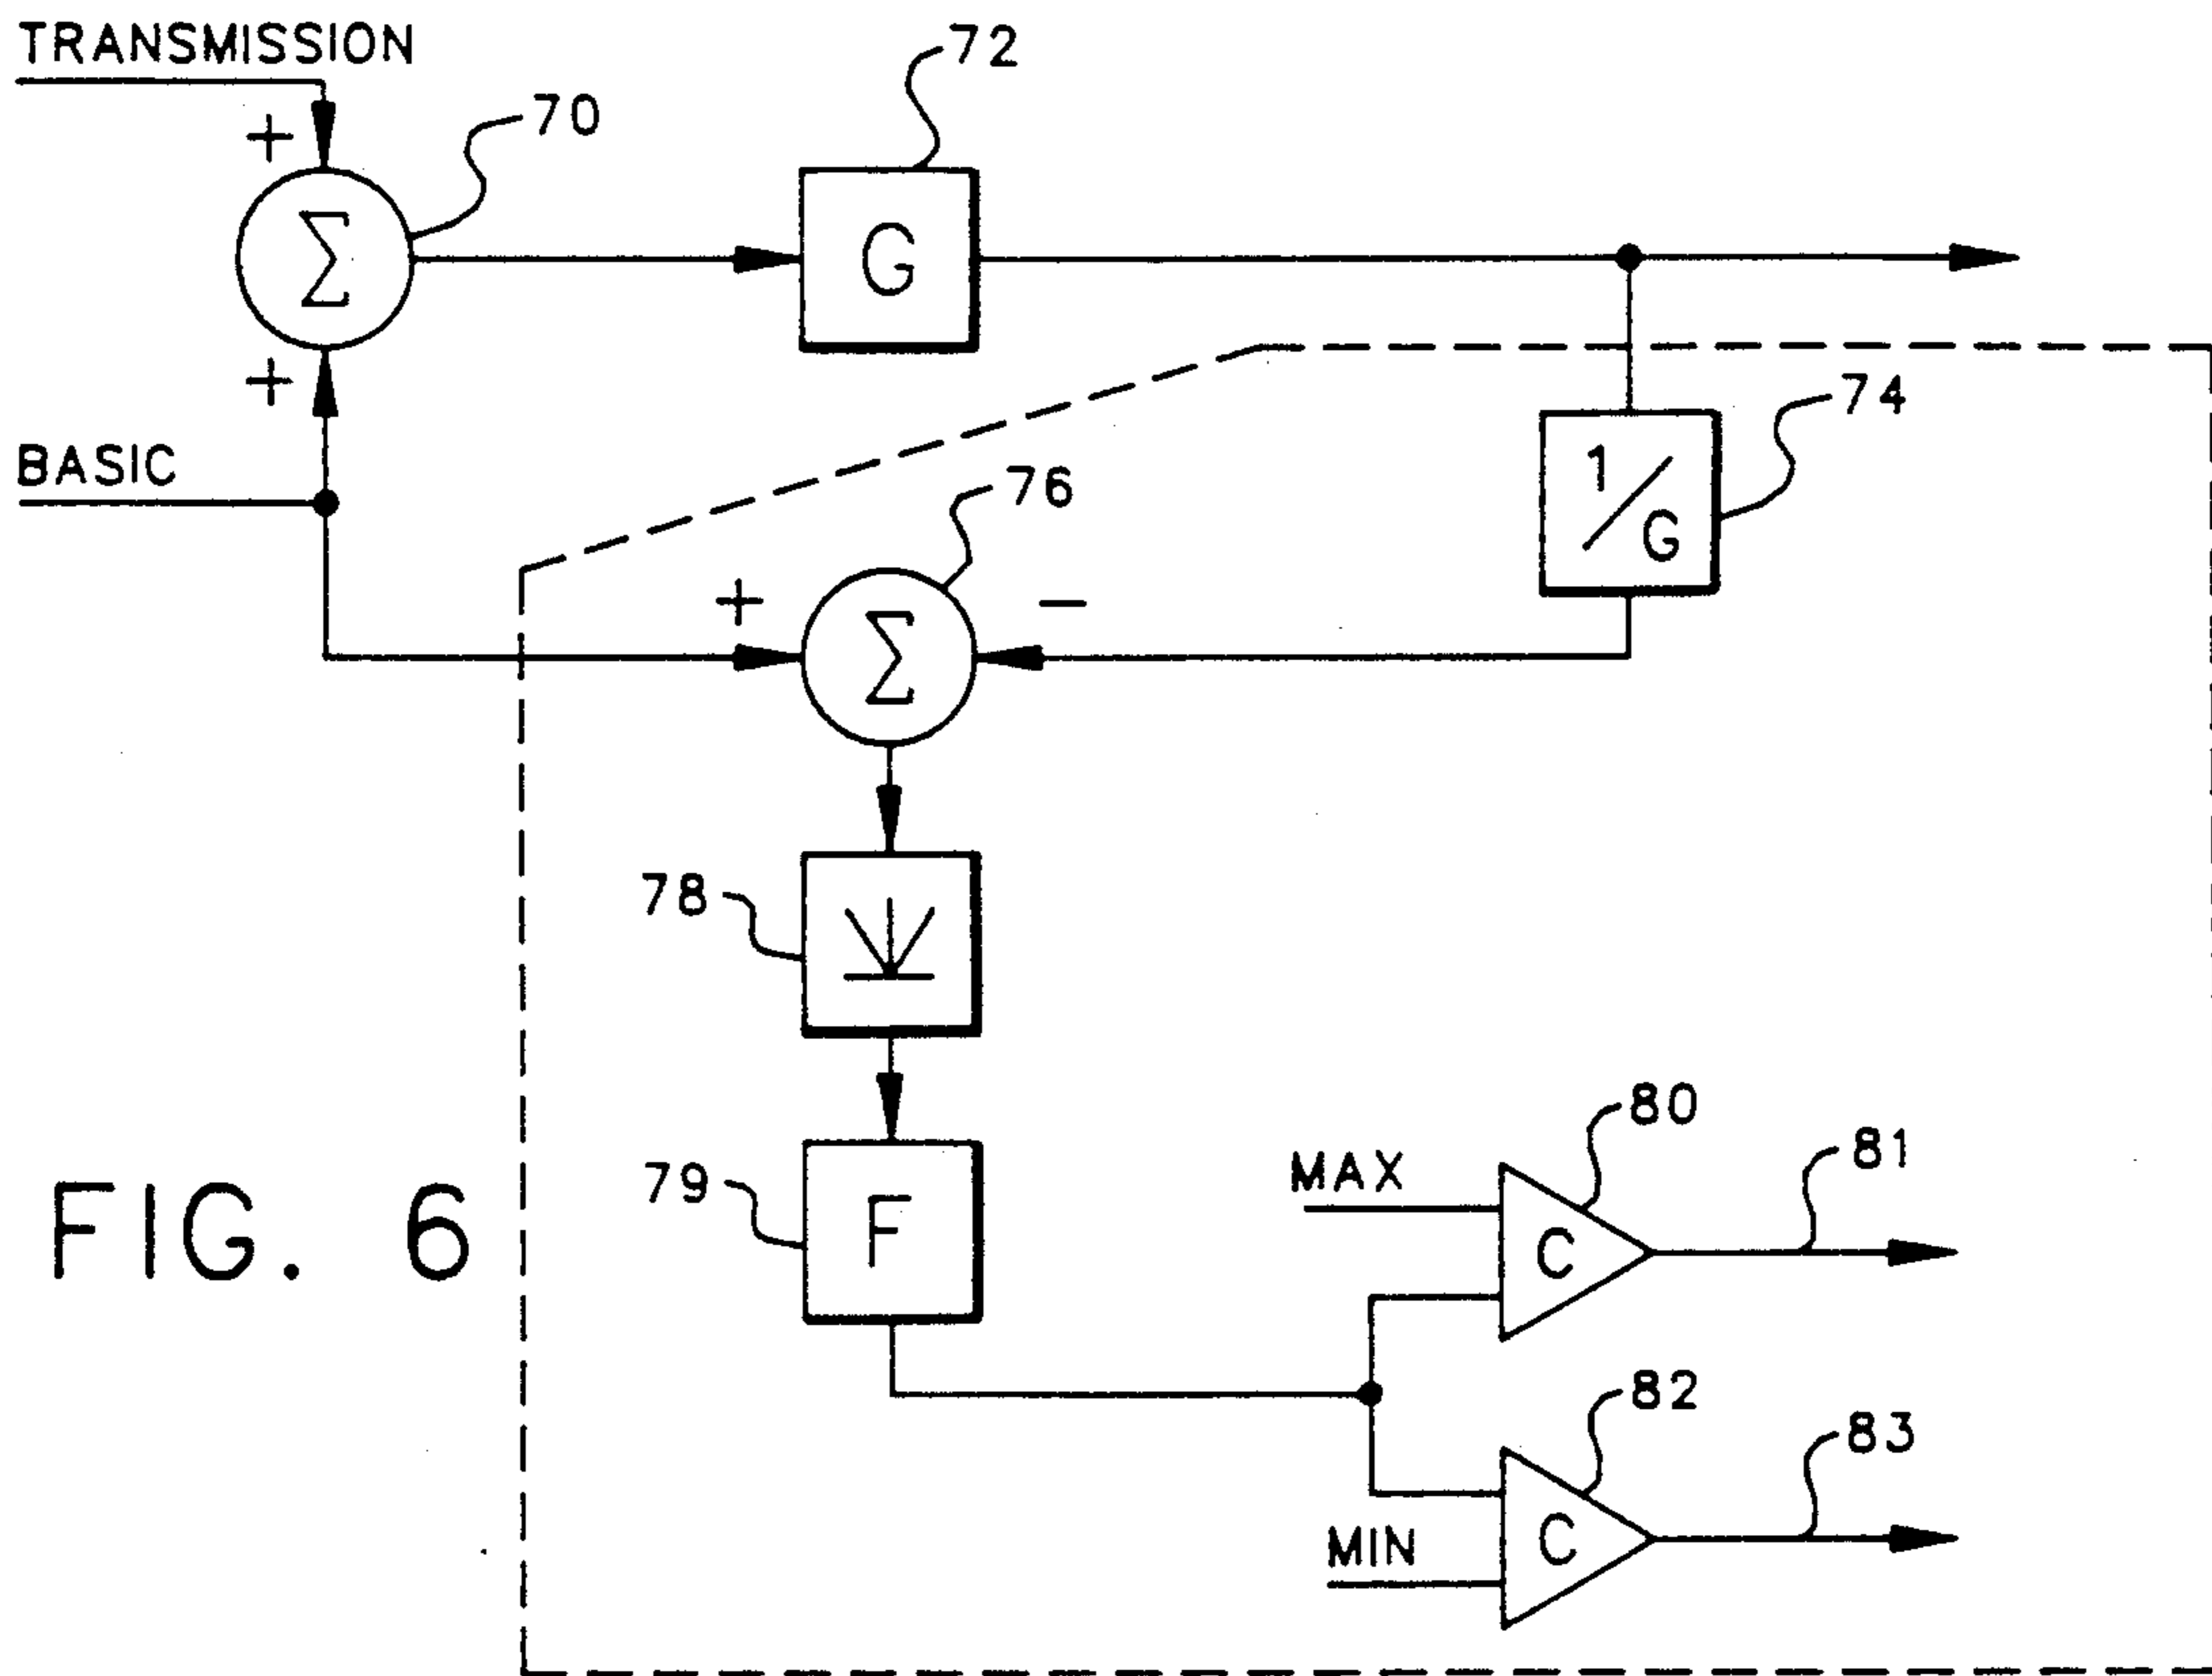 TRANSMISSION
72
70
+
Σ
G
+
74
BASIC
1/G
76
+
−
Σ
78
79
F
80
MAX
81
C
FIG. 6
82
83
C
MIN